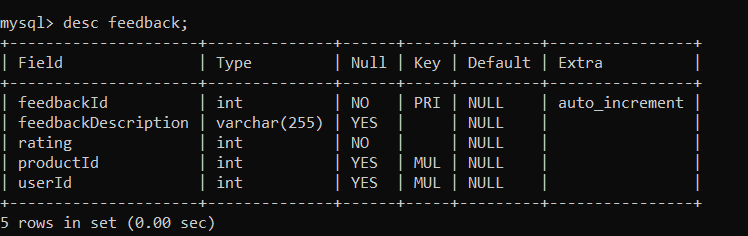 mysql> desc feedback;
+---------------------+--------------+------+-----+---------+----------------+
| Field               | Type         | Null | Key | Default | Extra          |
+---------------------+--------------+------+-----+---------+----------------+
| feedbackId          | int          | NO   | PRI | NULL    | auto_increment |
| feedbackDescription | varchar(255) | YES  |     | NULL    |                |
| rating              | int          | NO   |     | NULL    |                |
| productId           | int          | YES  | MUL | NULL    |                |
| userId              | int          | YES  | MUL | NULL    |                |
+---------------------+--------------+------+-----+---------+----------------+
5 rows in set (0.00 sec)